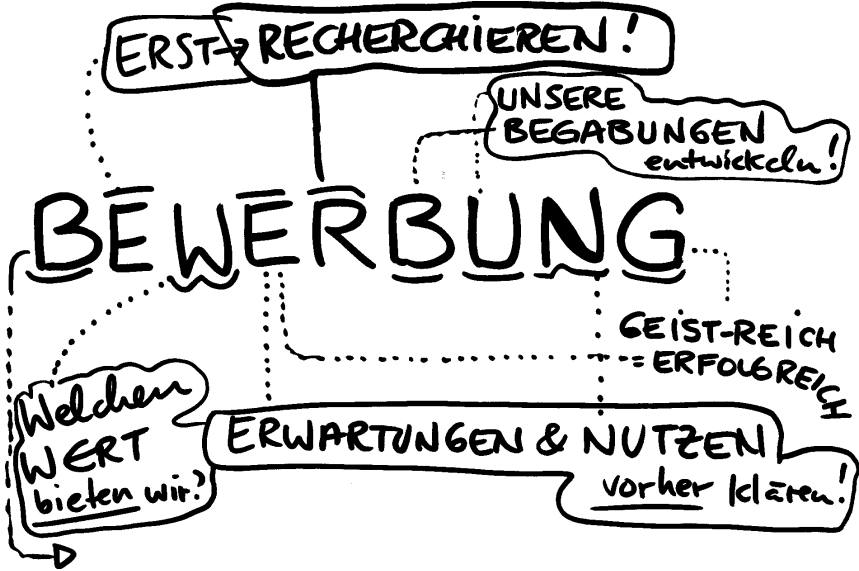 ERST → RECHERCHIEREN!
UNSERE
BEGABUNGEN
entwickeln!
BEWERBUNG
GEIST-REICH
= ERFOLGREICH
Welchen
WERT
bieten wir?
ERWARTUNGEN & NUTZEN
vorher klären!